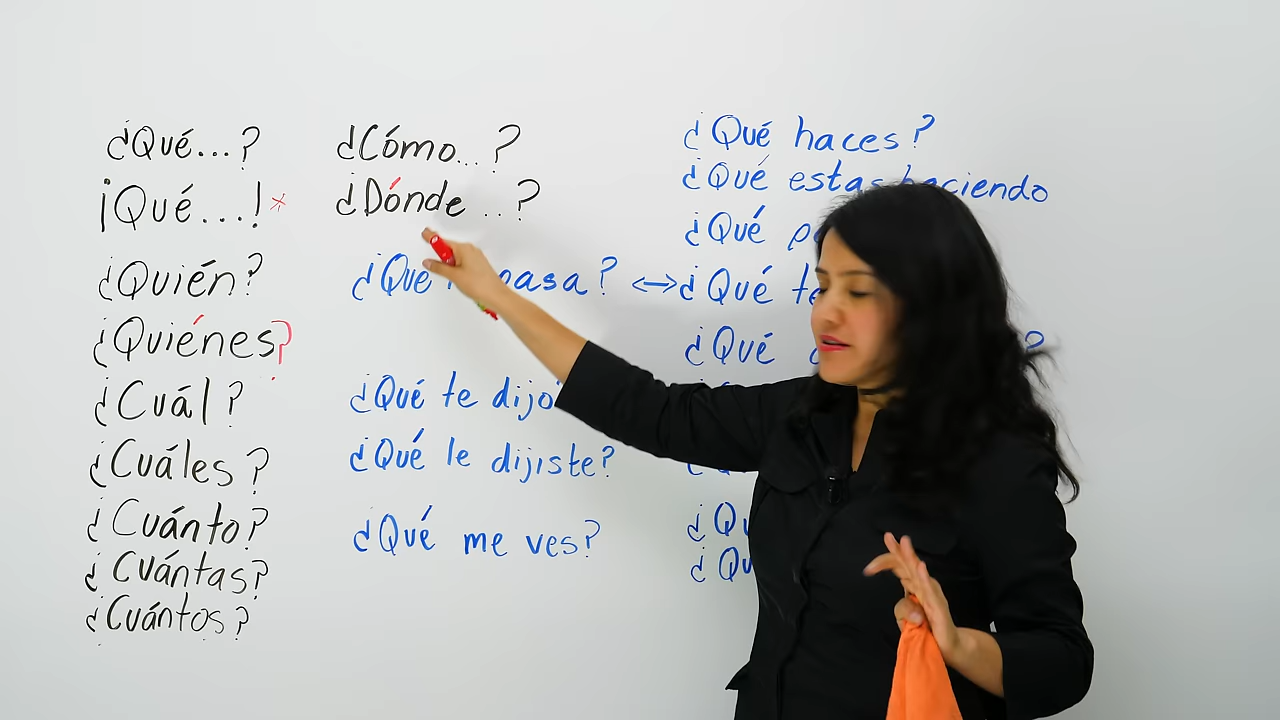 ¿Qué...?
¡Qué...!*
¿Quién?
¿Quiénes?
¿Cuál?
¿Cuáles?
¿Cuánto?
¿Cuántas?
¿Cuántos?
¿Cómo...?
¿Dónde...?
¿Qué pasa? ↔
¿Qué te dijo
¿Qué le dijiste?
¿Qué me ves?
¿Qué haces?
¿Qué estas haciendo
¿Qué
¿Qué te
¿Qué ?